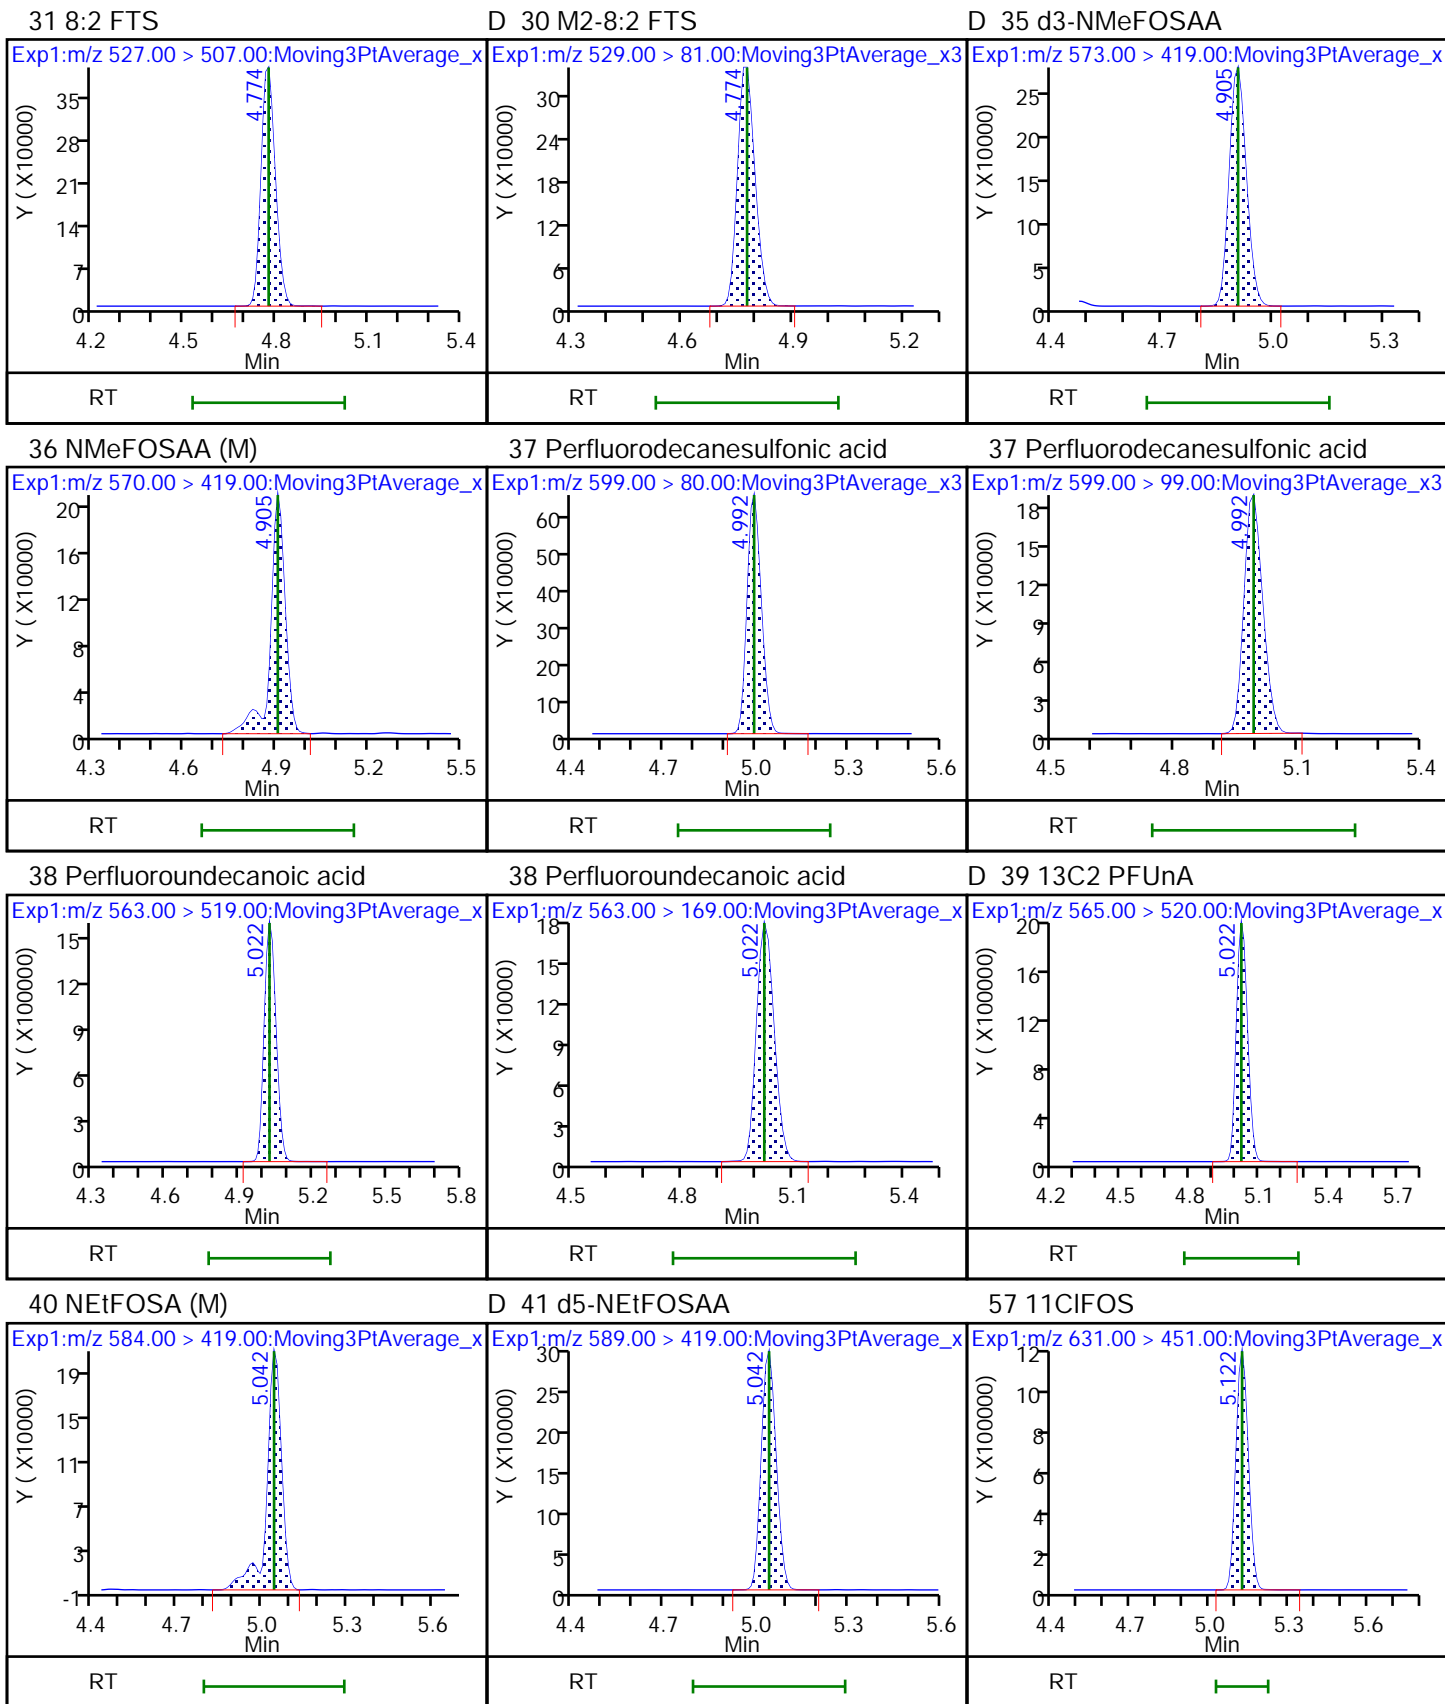 31 8:2 FTS
Exp1:m/z 527.00 > 507.00:Moving3PtAverage_x
4.774
Y ( X10000)
35
28
21
14
7
0
4.2 4.5 4.8 5.1 5.4
Min
RT
D 30 M2-8:2 FTS
Exp1:m/z 529.00 > 81.00:Moving3PtAverage_x3
4.774
Y ( X10000)
30
24
18
12
6
0
4.3 4.6 4.9 5.2
Min
RT
D 35 d3-NMeFOSAA
Exp1:m/z 573.00 > 419.00:Moving3PtAverage_x
4.905
Y ( X10000)
25
20
15
10
5
0
4.4 4.7 5.0 5.3
Min
RT
36 NMeFOSAA (M)
Exp1:m/z 570.00 > 419.00:Moving3PtAverage_x
4.905
Y ( X10000)
20
16
12
8
4
0
4.3 4.6 4.9 5.2 5.5
Min
RT
37 Perfluorodecanesulfonic acid
Exp1:m/z 599.00 > 80.00:Moving3PtAverage_x3
4.992
Y ( X10000)
60
50
40
30
20
10
0
4.4 4.7 5.0 5.3 5.6
Min
RT
37 Perfluorodecanesulfonic acid
Exp1:m/z 599.00 > 99.00:Moving3PtAverage_x3
4.992
Y ( X10000)
18
15
12
9
6
3
0
4.5 4.8 5.1 5.4
Min
RT
38 Perfluoroundecanoic acid
Exp1:m/z 563.00 > 519.00:Moving3PtAverage_x
5.022
Y ( X100000)
15
12
9
6
3
0
4.3 4.6 4.9 5.2 5.5 5.8
Min
RT
38 Perfluoroundecanoic acid
Exp1:m/z 563.00 > 169.00:Moving3PtAverage_x
5.022
Y ( X10000)
18
15
12
9
6
3
0
4.5 4.8 5.1 5.4
Min
RT
D 39 13C2 PFUnA
Exp1:m/z 565.00 > 520.00:Moving3PtAverage_x
5.022
Y ( X100000)
20
16
12
8
4
0
4.2 4.5 4.8 5.1 5.4 5.7
Min
RT
40 NEtFOSA (M)
Exp1:m/z 584.00 > 419.00:Moving3PtAverage_x
5.042
Y ( X100000)
19
15
11
7
3
-1
4.4 4.7 5.0 5.3 5.6
Min
RT
D 41 d5-NEtFOSAA
Exp1:m/z 589.00 > 419.00:Moving3PtAverage_x
5.042
Y ( X10000)
30
25
20
15
10
5
0
4.4 4.7 5.0 5.3 5.6
Min
RT
57 11ClFOS
Exp1:m/z 631.00 > 451.00:Moving3PtAverage_x
5.122
Y ( X100000)
12
10
8
6
4
2
0
4.4 4.7 5.0 5.3 5.6
Min
RT